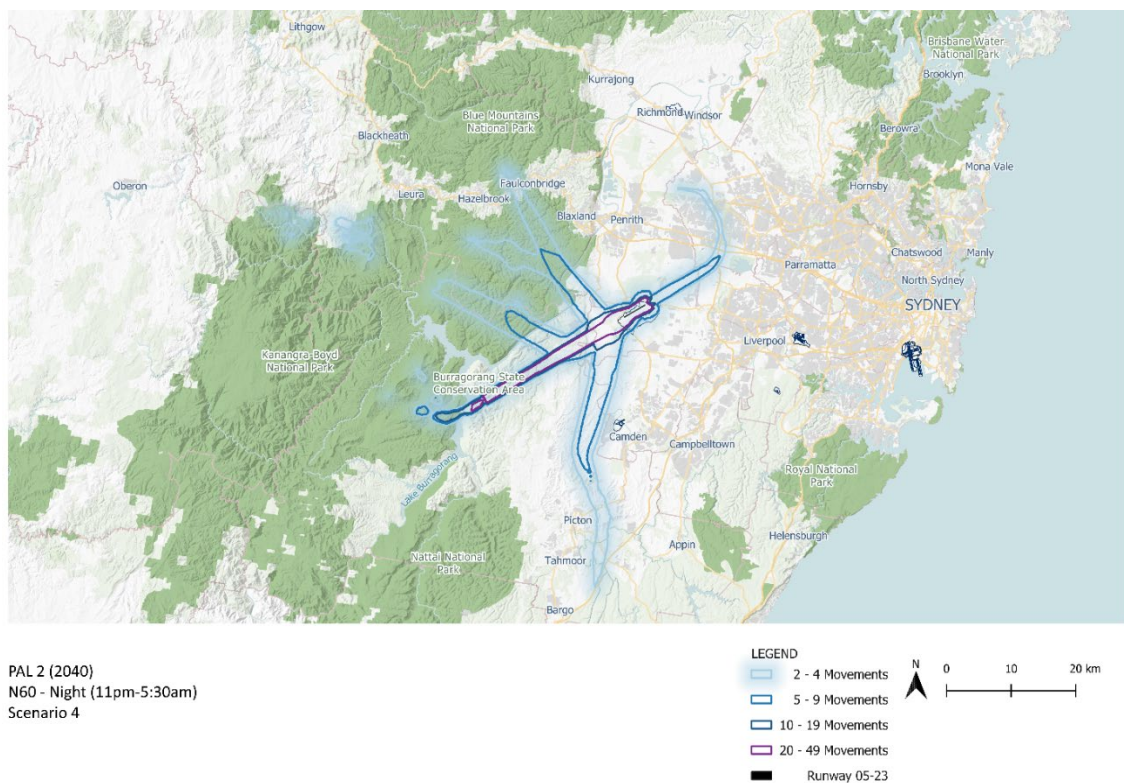 Lithgow
Brisbane Water
National Park
Brooklyn
Kurrajong
Richmond
Windsor
Blue Mountains
National Park
Berowra
Blackheath
Mona Vale
Oberon
Faulconbridge
Hornsby
Leura
Hazelbrook
Blaxland
Penrith
Chatswood
Manly
Parramatta
North Sydney
SYDNEY
Liverpool
Kanangra-Boyd
National Park
Burragorang State
Conservation Area
Camden
Campbelltown
Royal National
Park
Lake Burragorang
Picton
Helensburgh
Appin
Nattai National
Park
Tahmoor
Bargo
PAL 2 (2040)
N60 - Night (11pm-5:30am)
Scenario 4
LEGEND
2 - 4 Movements
5 - 9 Movements
10 - 19 Movements
20 - 49 Movements
Runway 05-23
N
0 10 20 km